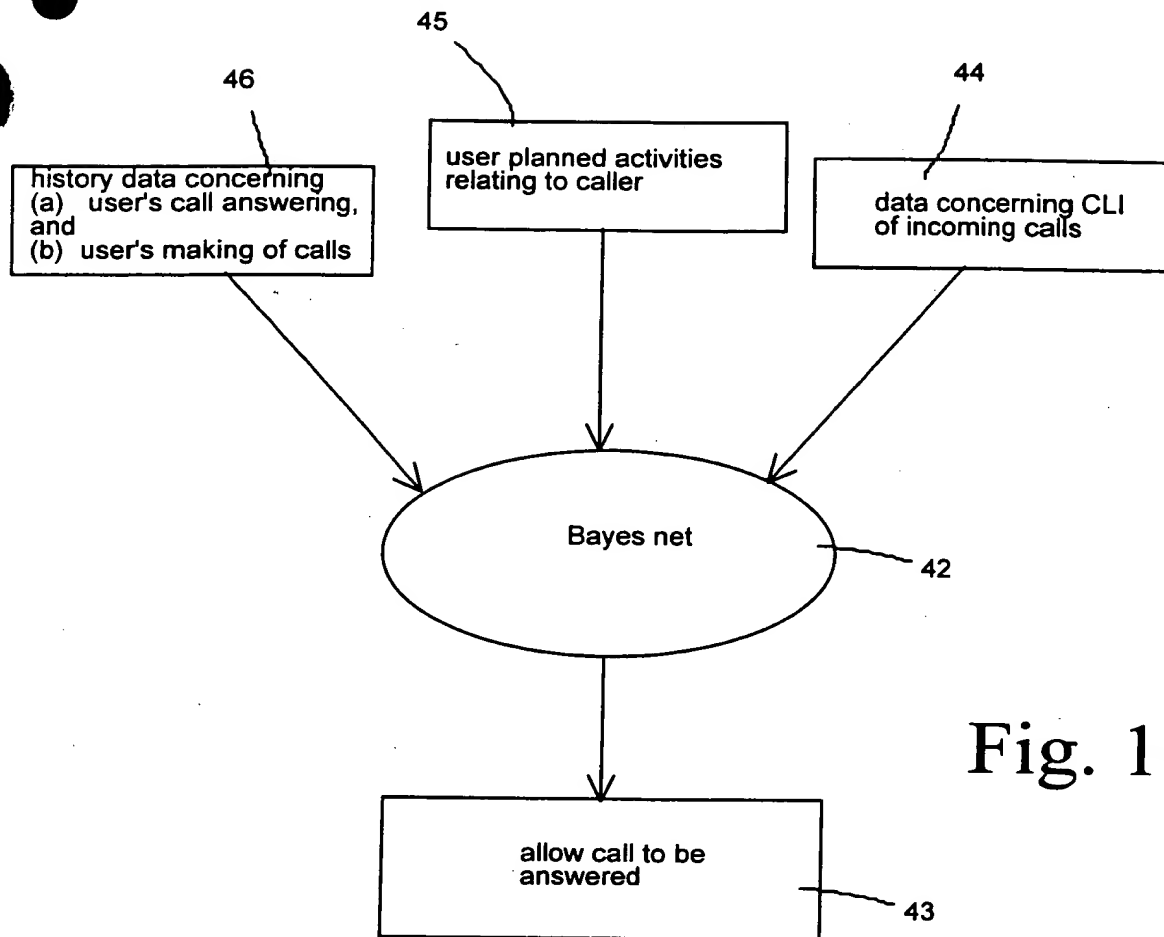 45
46
44
history data concerning
(a) user's call answering,
and
(b) user's making of calls
user planned activities
relating to caller
data concerning CLI
of incoming calls
Bayes net
42
Fig. 1
allow call to be
answered
43